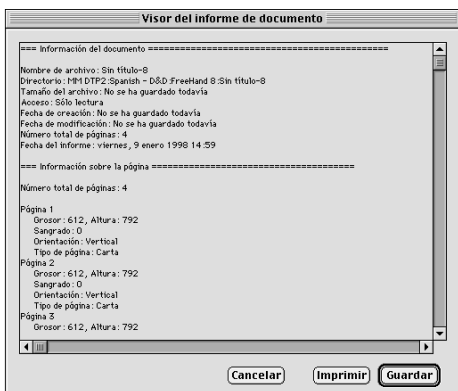 Visor del informe de documento
=== Información del documento ================================================
Nombre de archivo: Sin título-8
Directorio: MM DTP2:Spanish - D&D:FreeHand 8:Sin título-8
Tamaño del archivo: No se ha guardado todavía
Acceso: Sólo lectura
Fecha de creación: No se ha guardado todavía
Fecha de modificación: No se ha guardado todavía
Número total de páginas: 4
Fecha del informe: viernes, 9 enero 1998 14:59
=== Información sobre la página ========================================
Número total de páginas: 4
Página 1
Grosor: 612, Altura: 792
Sangrado: 0
Orientación: Vertical
Tipo de página: Carta
Página 2
Grosor: 612, Altura: 792
Sangrado: 0
Orientación: Vertical
Tipo de página: Carta
Página 3
Grosor: 612, Altura: 792
Cancelar Imprimir Guardar